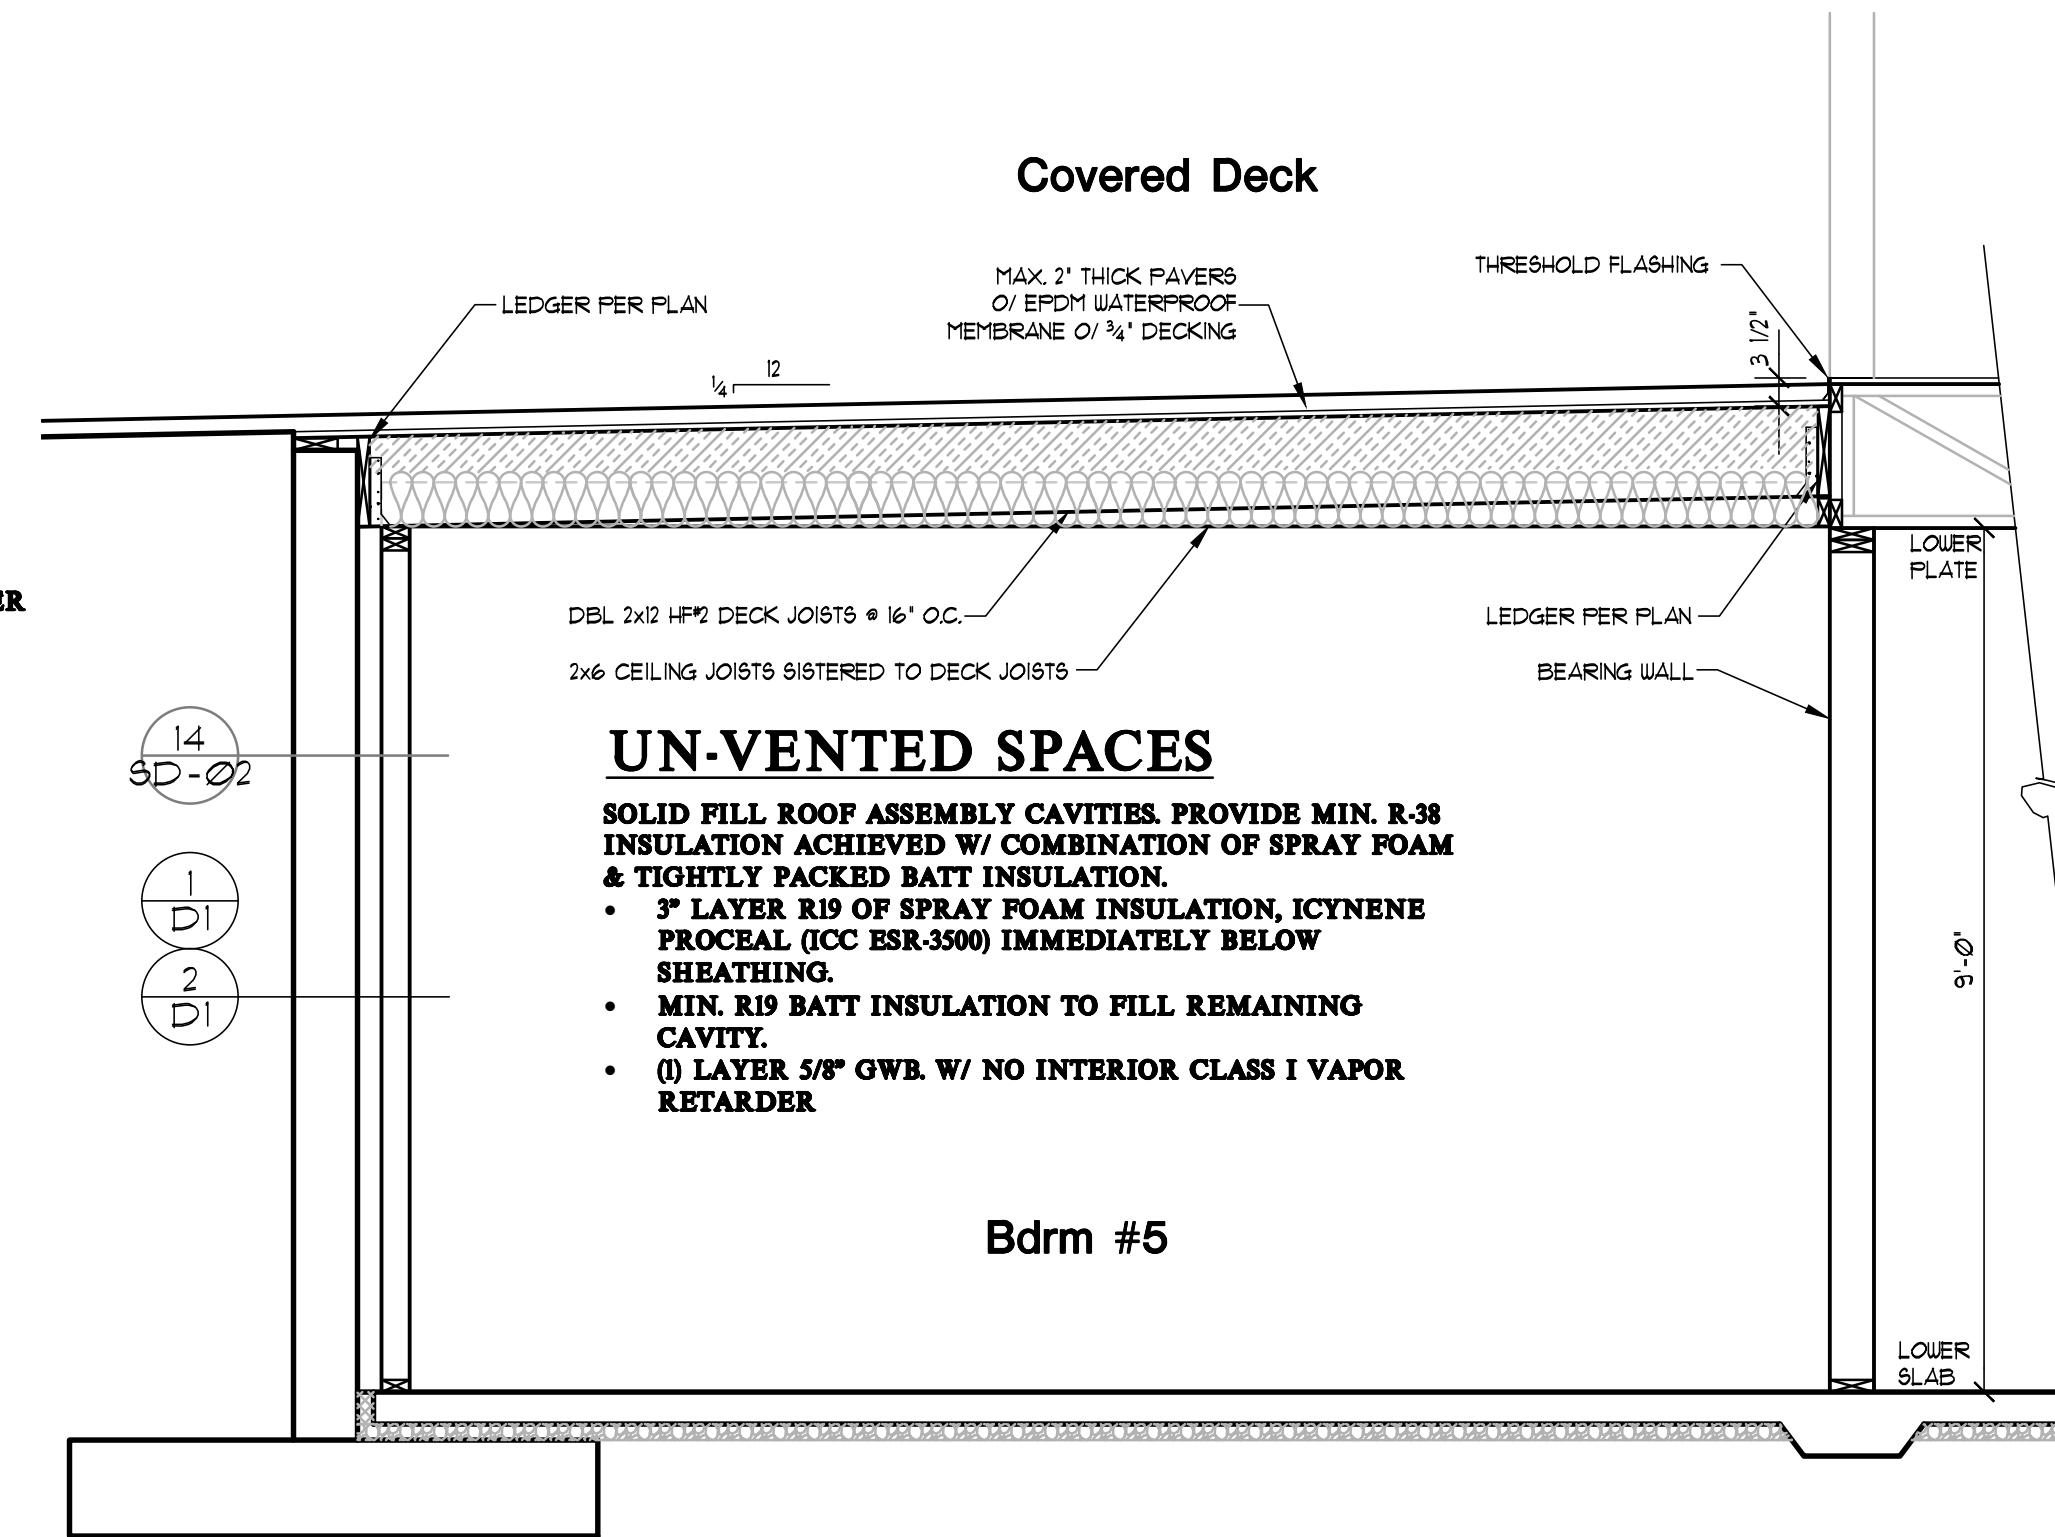 Covered Deck
THRESHOLD FLASHING
MAX. 2" THICK PAVERS
O/ EPDM WATERPROOF
MEMBRANE O/ ¾" DECKING
LEDGER PER PLAN
3 1/2"
12
¼
LOWER
PLATE
ER
DBL 2x12 HF#2 DECK JOISTS @ 16" O.C.
LEDGER PER PLAN
2x6 CEILING JOISTS SISTERED TO DECK JOISTS
BEARING WALL
14
SD-Ø2
UN-VENTED SPACES
SOLID FILL ROOF ASSEMBLY CAVITIES. PROVIDE MIN. R-38
INSULATION ACHIEVED W/ COMBINATION OF SPRAY FOAM
& TIGHTLY PACKED BATT INSULATION.
• 3" LAYER R19 OF SPRAY FOAM INSULATION, ICYNENE
PROCEAL (ICC ESR-3500) IMMEDIATELY BELOW
SHEATHING.
• MIN. R19 BATT INSULATION TO FILL REMAINING
CAVITY.
• (1) LAYER 5/8" GWB. W/ NO INTERIOR CLASS I VAPOR
RETARDER
1
D1
2
D1
9'-Ø"
Bdrm #5
LOWER
SLAB